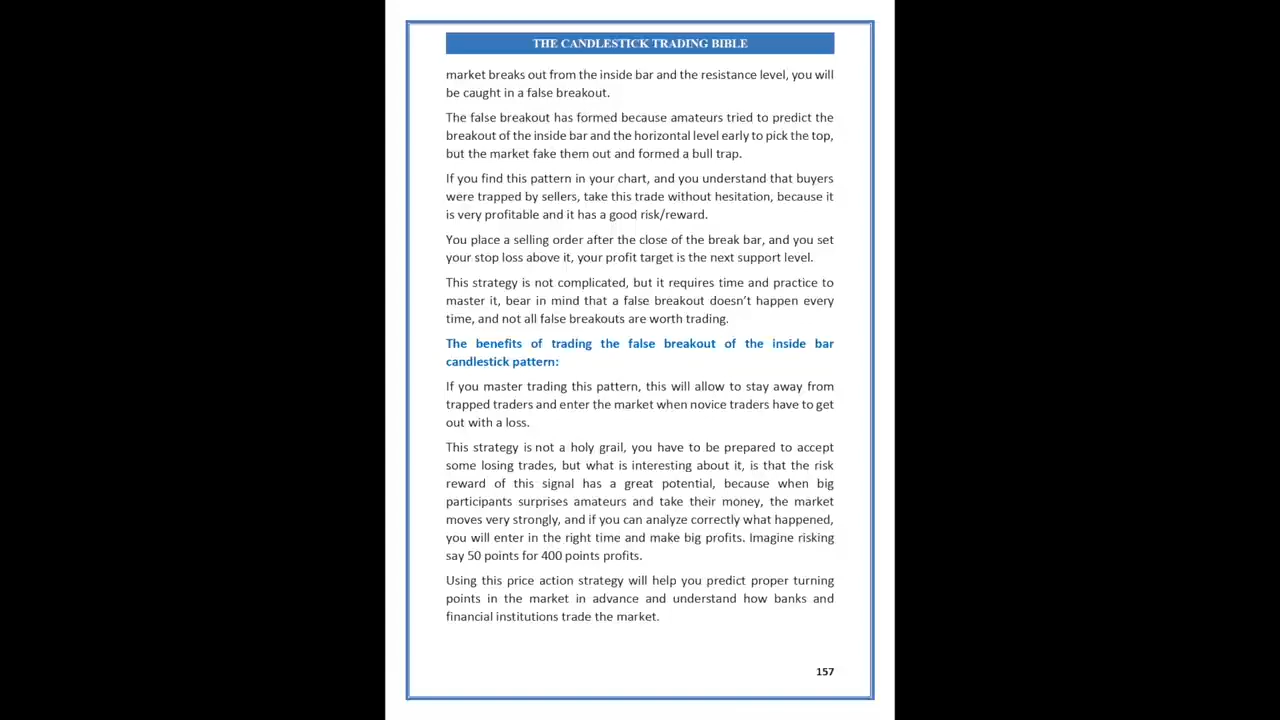 THE CANDLESTICK TRADING BIBLE
market breaks out from the inside bar and the resistance level, you will
be caught in a false breakout.
The false breakout has formed because amateurs tried to predict the
breakout of the inside bar and the horizontal level early to pick the top,
but the market fake them out and formed a bull trap.
If you find this pattern in your chart, and you understand that buyers
were trapped by sellers, take this trade without hesitation, because it
is very profitable and it has a good risk/reward.
You place a selling order after the close of the break bar, and you set
your stop loss above it, your profit target is the next support level.
This strategy is not complicated, but it requires time and practice to
master it, bear in mind that a false breakout doesn’t happen every
time, and not all false breakouts are worth trading.
The benefits of trading the false breakout of the inside bar
candlestick pattern:
If you master trading this pattern, this will allow to stay away from
trapped traders and enter the market when novice traders have to get
out with a loss.
This strategy is not a holy grail, you have to be prepared to accept
some losing trades, but what is interesting about it, is that the risk
reward of this signal has a great potential, because when big
participants surprises amateurs and take their money, the market
moves very strongly, and if you can analyze correctly what happened,
you will enter in the right time and make big profits. Imagine risking
say 50 points for 400 points profits.
Using this price action strategy will help you predict proper turning
points in the market in advance and understand how banks and
financial institutions trade the market.
157